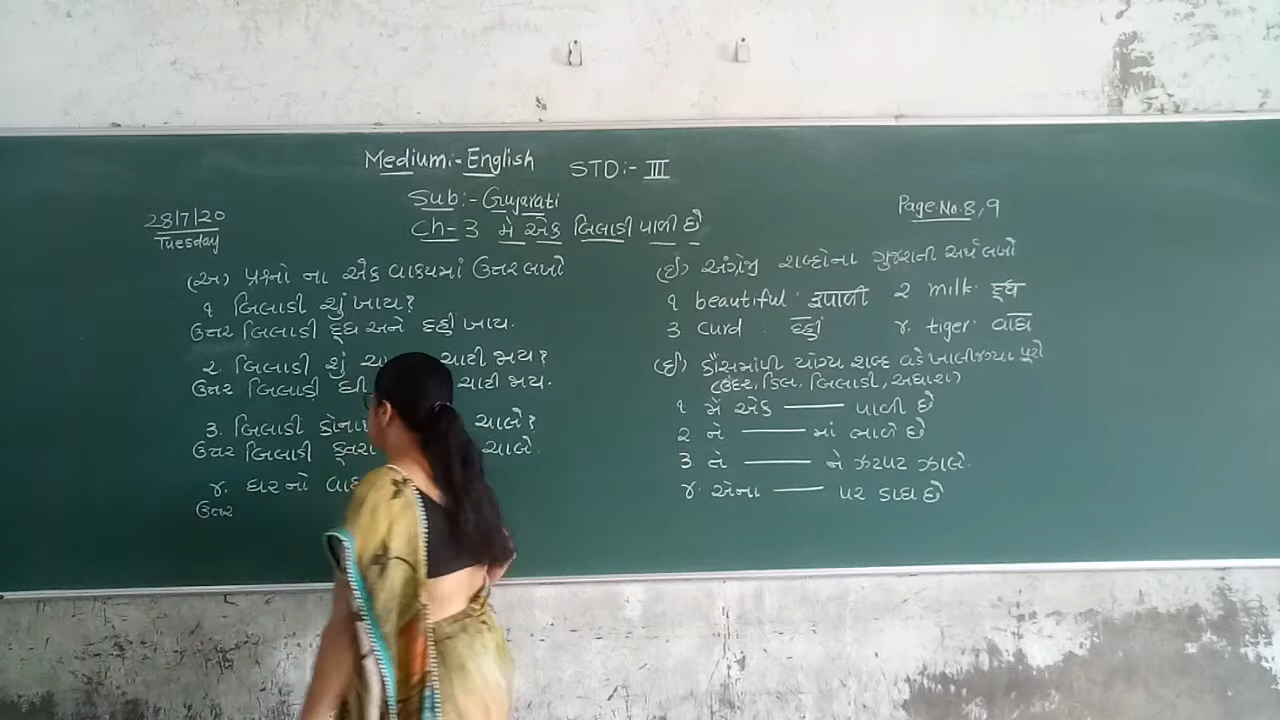 Medium:- English STD:- III
Sub:- Gujarati
28/7/20
Tuesday
Ch-3 મેં એક બિલાડી પાળી છે
Page No. 8, 9
(અ) પ્રશ્નો ના એક વાક્યમાં ઉત્તર લખો
૧ બિલાડી શું ખાય?
ઉત્તર બિલાડી દૂધ અને દહીં ખાય.
૨. બિલાડી શું ચાટી જાય?
ઉત્તર બિલાડી ઘી ચાટી જાય.
૩. બિલાડી ચાલે?
ઉત્તર બિલાડી ચાલે.
૪. ઘરનો
ઉત્તર
(ઈ) અંગ્રેજી શબ્દોના ગુજરાતી અર્થ લખો
૧ beautiful : રૂપાળી ૨ milk : દૂધ
૩ curd : દહીં ૪. tiger : વાઘ
(ઈ) કૌંસમાંથી યોગ્ય શબ્દ વડે ખાલીજગ્યા પૂરો
(ઉંદર, ડિલ, બિલાડી, અંધારા)
૧ મેં એક —— પાળી છે
૨ તે —— માં ભાળે છે
૩ તે —— ને ઝટપટ ઝાલે.
૪ એના —— પર ડાઘ છે